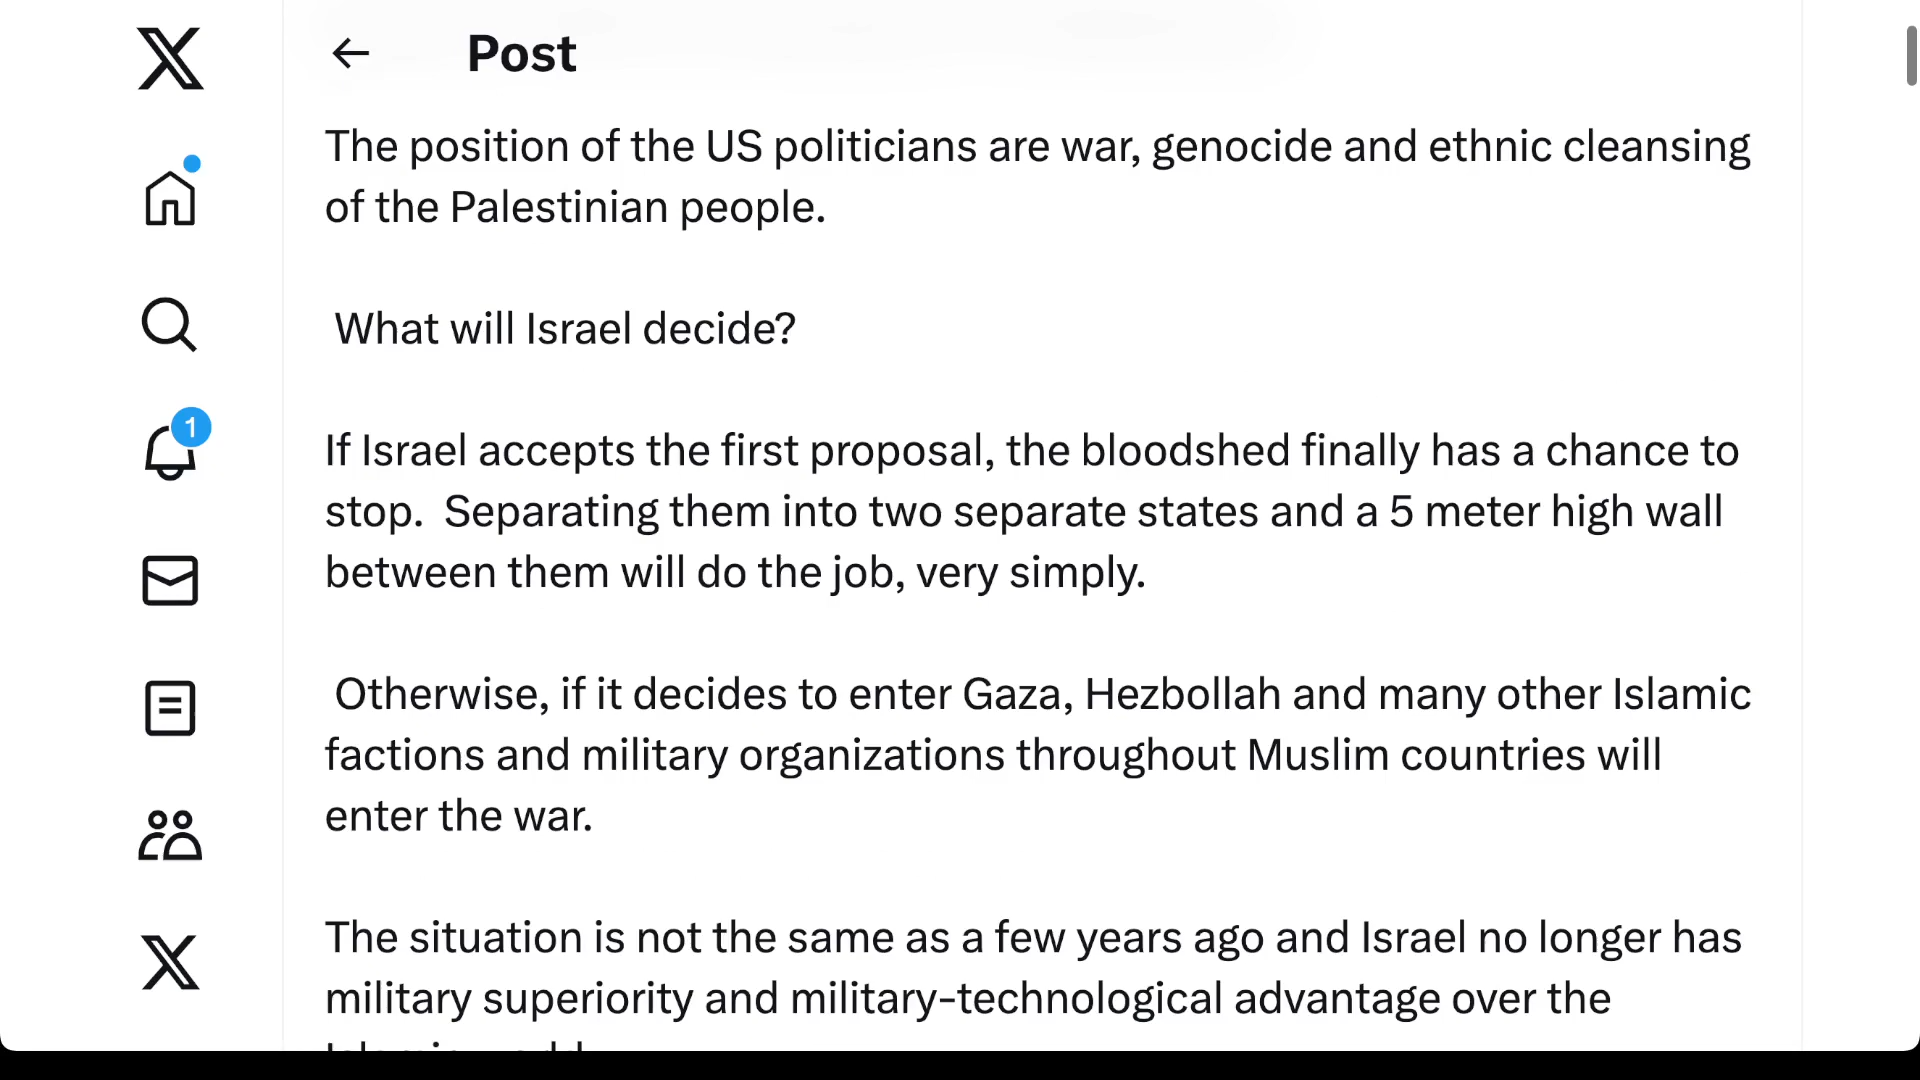 Post
The position of the US politicians are war, genocide and ethnic cleansing
of the Palestinian people.
What will Israel decide?
1
If Israel accepts the first proposal, the bloodshed finally has a chance to
stop.  Separating them into two separate states and a 5 meter high wall
between them will do the job, very simply.
Otherwise, if it decides to enter Gaza, Hezbollah and many other Islamic
factions and military organizations throughout Muslim countries will
enter the war.
The situation is not the same as a few years ago and Israel no longer has
military superiority and military-technological advantage over the